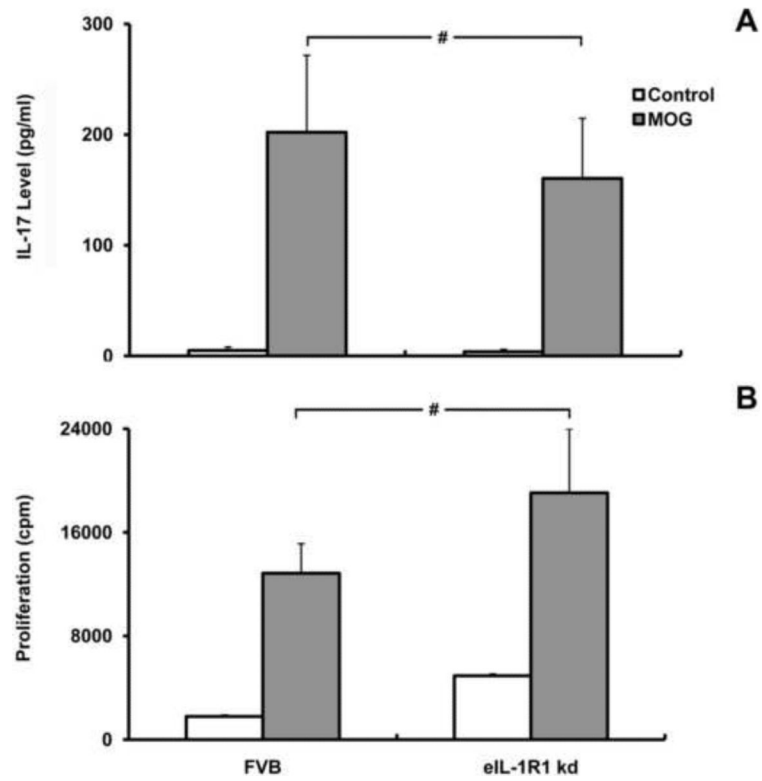 A
300
#
Control
MOG
200
IL-17 Level (pg/ml)
100
0
B
#
24000
16000
Proliferation (cpm)
8000
0
FVB eIL-1R1 kd